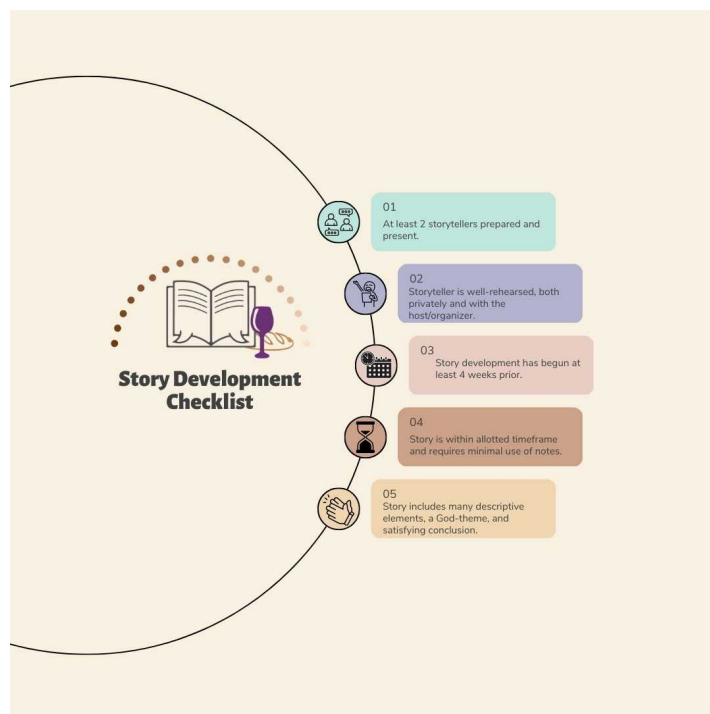 Story Development
Checklist
01
At least 2 storytellers prepared and
present.
02
Storyteller is well-rehearsed, both
privately and with the
host/organizer.
03
Story development has begun at
least 4 weeks prior.
04
Story is within allotted timeframe
and requires minimal use of notes.
05
Story includes many descriptive
elements, a God-theme, and
satisfying conclusion.